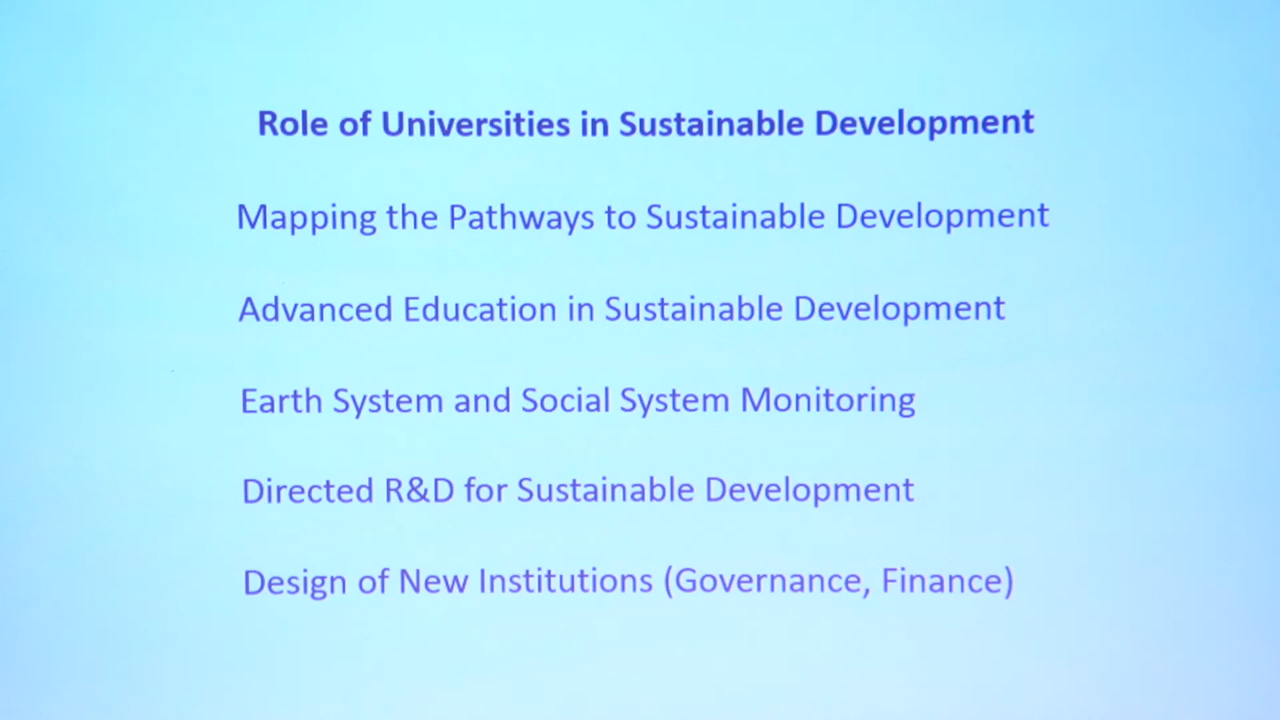 Role of Universities in Sustainable Development
Mapping the Pathways to Sustainable Development
Advanced Education in Sustainable Development
Earth System and Social System Monitoring
Directed R&D for Sustainable Development
Design of New Institutions (Governance, Finance)